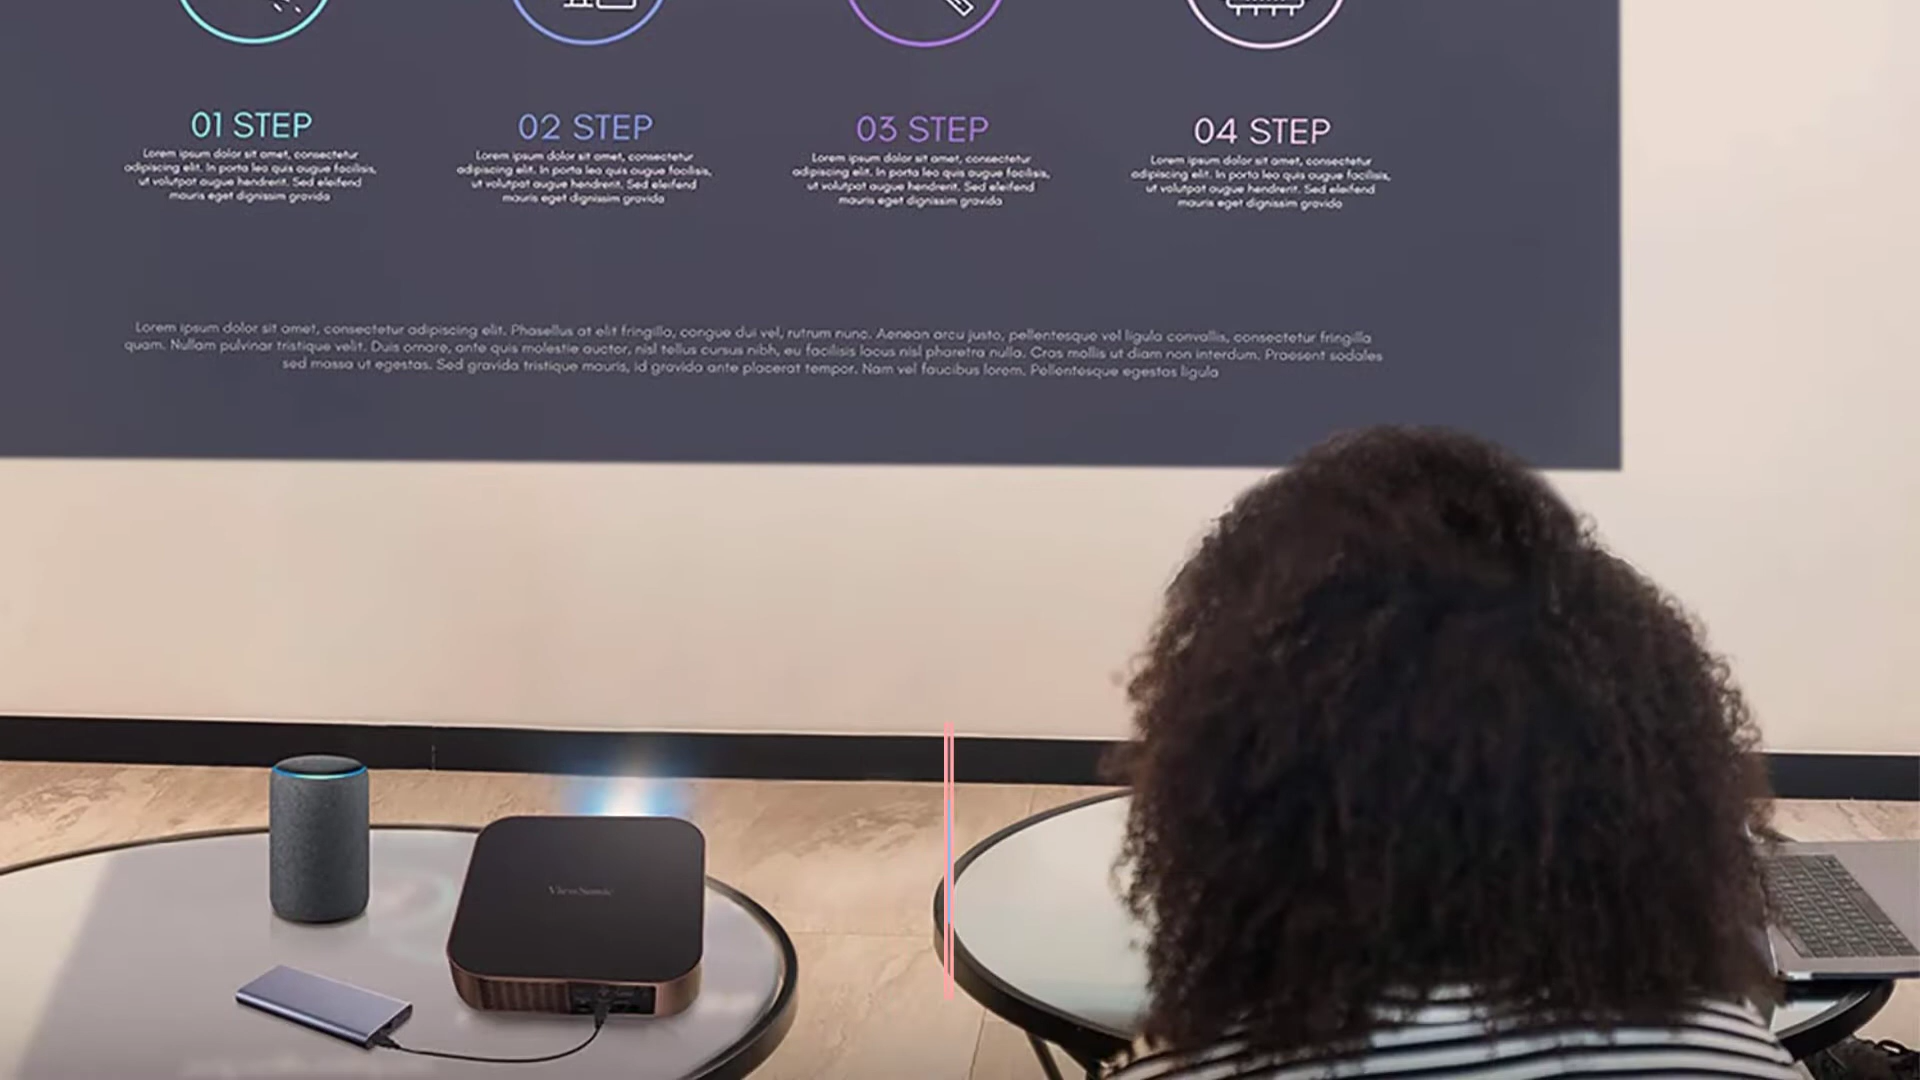 01 STEP
Lorem ipsum dolor sit amet, consectetur
adipiscing elit. In porta leo quis augue facilisis,
ut volutpat augue hendrerit. Sed eleifend
mauris eget dignissim gravida
02 STEP
Lorem ipsum dolor sit amet, consectetur
adipiscing elit. In porta leo quis augue facilisis,
ut volutpat augue hendrerit. Sed eleifend
mauris eget dignissim gravida
03 STEP
Lorem ipsum dolor sit amet, consectetur
adipiscing elit. In porta leo quis augue facilisis,
ut volutpat augue hendrerit. Sed eleifend
mauris eget dignissim gravida
04 STEP
Lorem ipsum dolor sit amet, consectetur
adipiscing elit. In porta leo quis augue facilisis,
ut volutpat augue hendrerit. Sed eleifend
mauris eget dignissim gravida
Lorem ipsum dolor sit amet, consectetur adipiscing elit. Phasellus at elit fringilla, congue dui vel, rutrum nunc. Aenean arcu justo, pellentesque vel ligula convallis, consectetur fringilla
quam. Nullam pulvinar tristique velit. Duis ornare, ante quis molestie auctor, nisl tellus cursus nibh, eu facilisis lacus nisl pharetra nulla. Cras mollis ut diam non interdum. Praesent sodales
sed massa ut egestas. Sed gravida tristique mauris, id gravida ante placerat tempor. Nam vel faucibus lorem. Pellentesque egestas ligula
ViewSonic